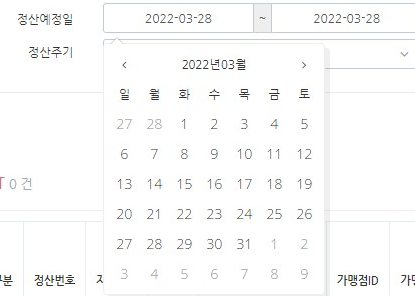 정산예정일 2022-03-28 ~ 2022-03-28
정산주기
2022년03월
일 월 화 수 목 금 토
27 28 1 2 3 4 5
6 7 8 9 10 11 12
13 14 15 16 17 18 19
20 21 22 23 24 25 26
27 28 29 30 31 1 2
3 4 5 6 7 8 9
0 건
정산번호 가맹점ID